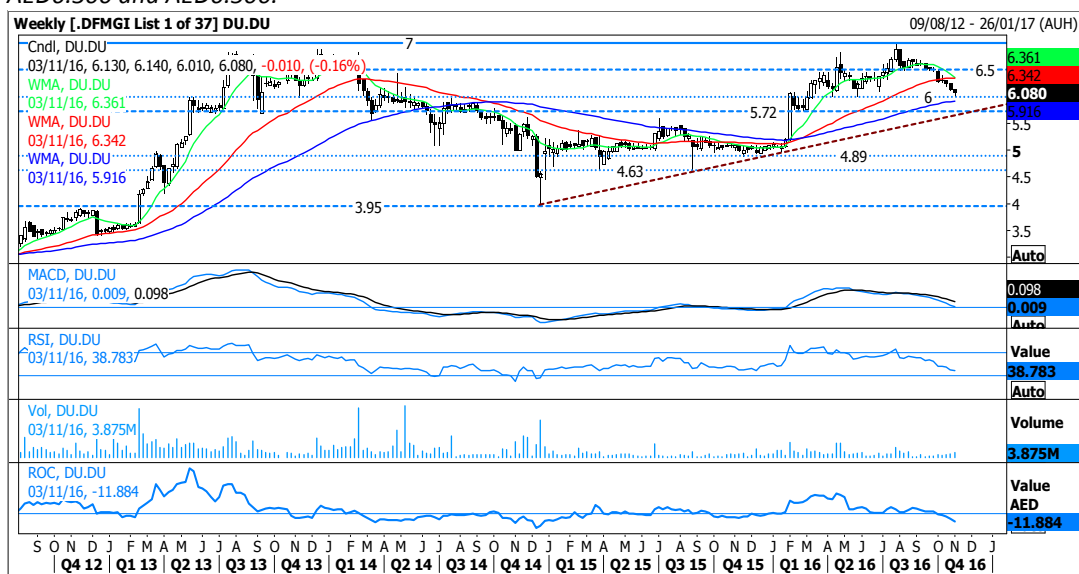 AED6.500 and AED6.300.
Weekly [.DFMGI List 1 of 37] DU.DU 09/08/12 - 26/01/17 (AUH)
Cndl, DU.DU
03/11/16, 6.130, 6.140, 6.010, 6.080, -0.010, (-0.16%)
WMA, DU.DU
03/11/16, 6.361
WMA, DU.DU
03/11/16, 6.342
WMA, DU.DU
03/11/16, 5.916
7
6.5
6
5.72
4.89
4.63
3.95
6.361
6.342
6.080
5.916
5.5
5
4.5
4
3.5
Auto
MACD, DU.DU
03/11/16, 0.009, 0.098
0.098
0.009
Auto
RSI, DU.DU
03/11/16, 38.783
Value
38.783
Auto
Vol, DU.DU
03/11/16, 3.875M
Volume
3.875M
ROC, DU.DU
03/11/16, -11.884
Value
AED
-11.884
S O N D J F M A M J J A S O N D J F M A M J J A S O N D J F M A M J J A S O N D J F M A M J J A S O N D J
Q4 12 Q1 13 Q2 13 Q3 13 Q4 13 Q1 14 Q2 14 Q3 14 Q4 14 Q1 15 Q2 15 Q3 15 Q4 15 Q1 16 Q2 16 Q3 16 Q4 16